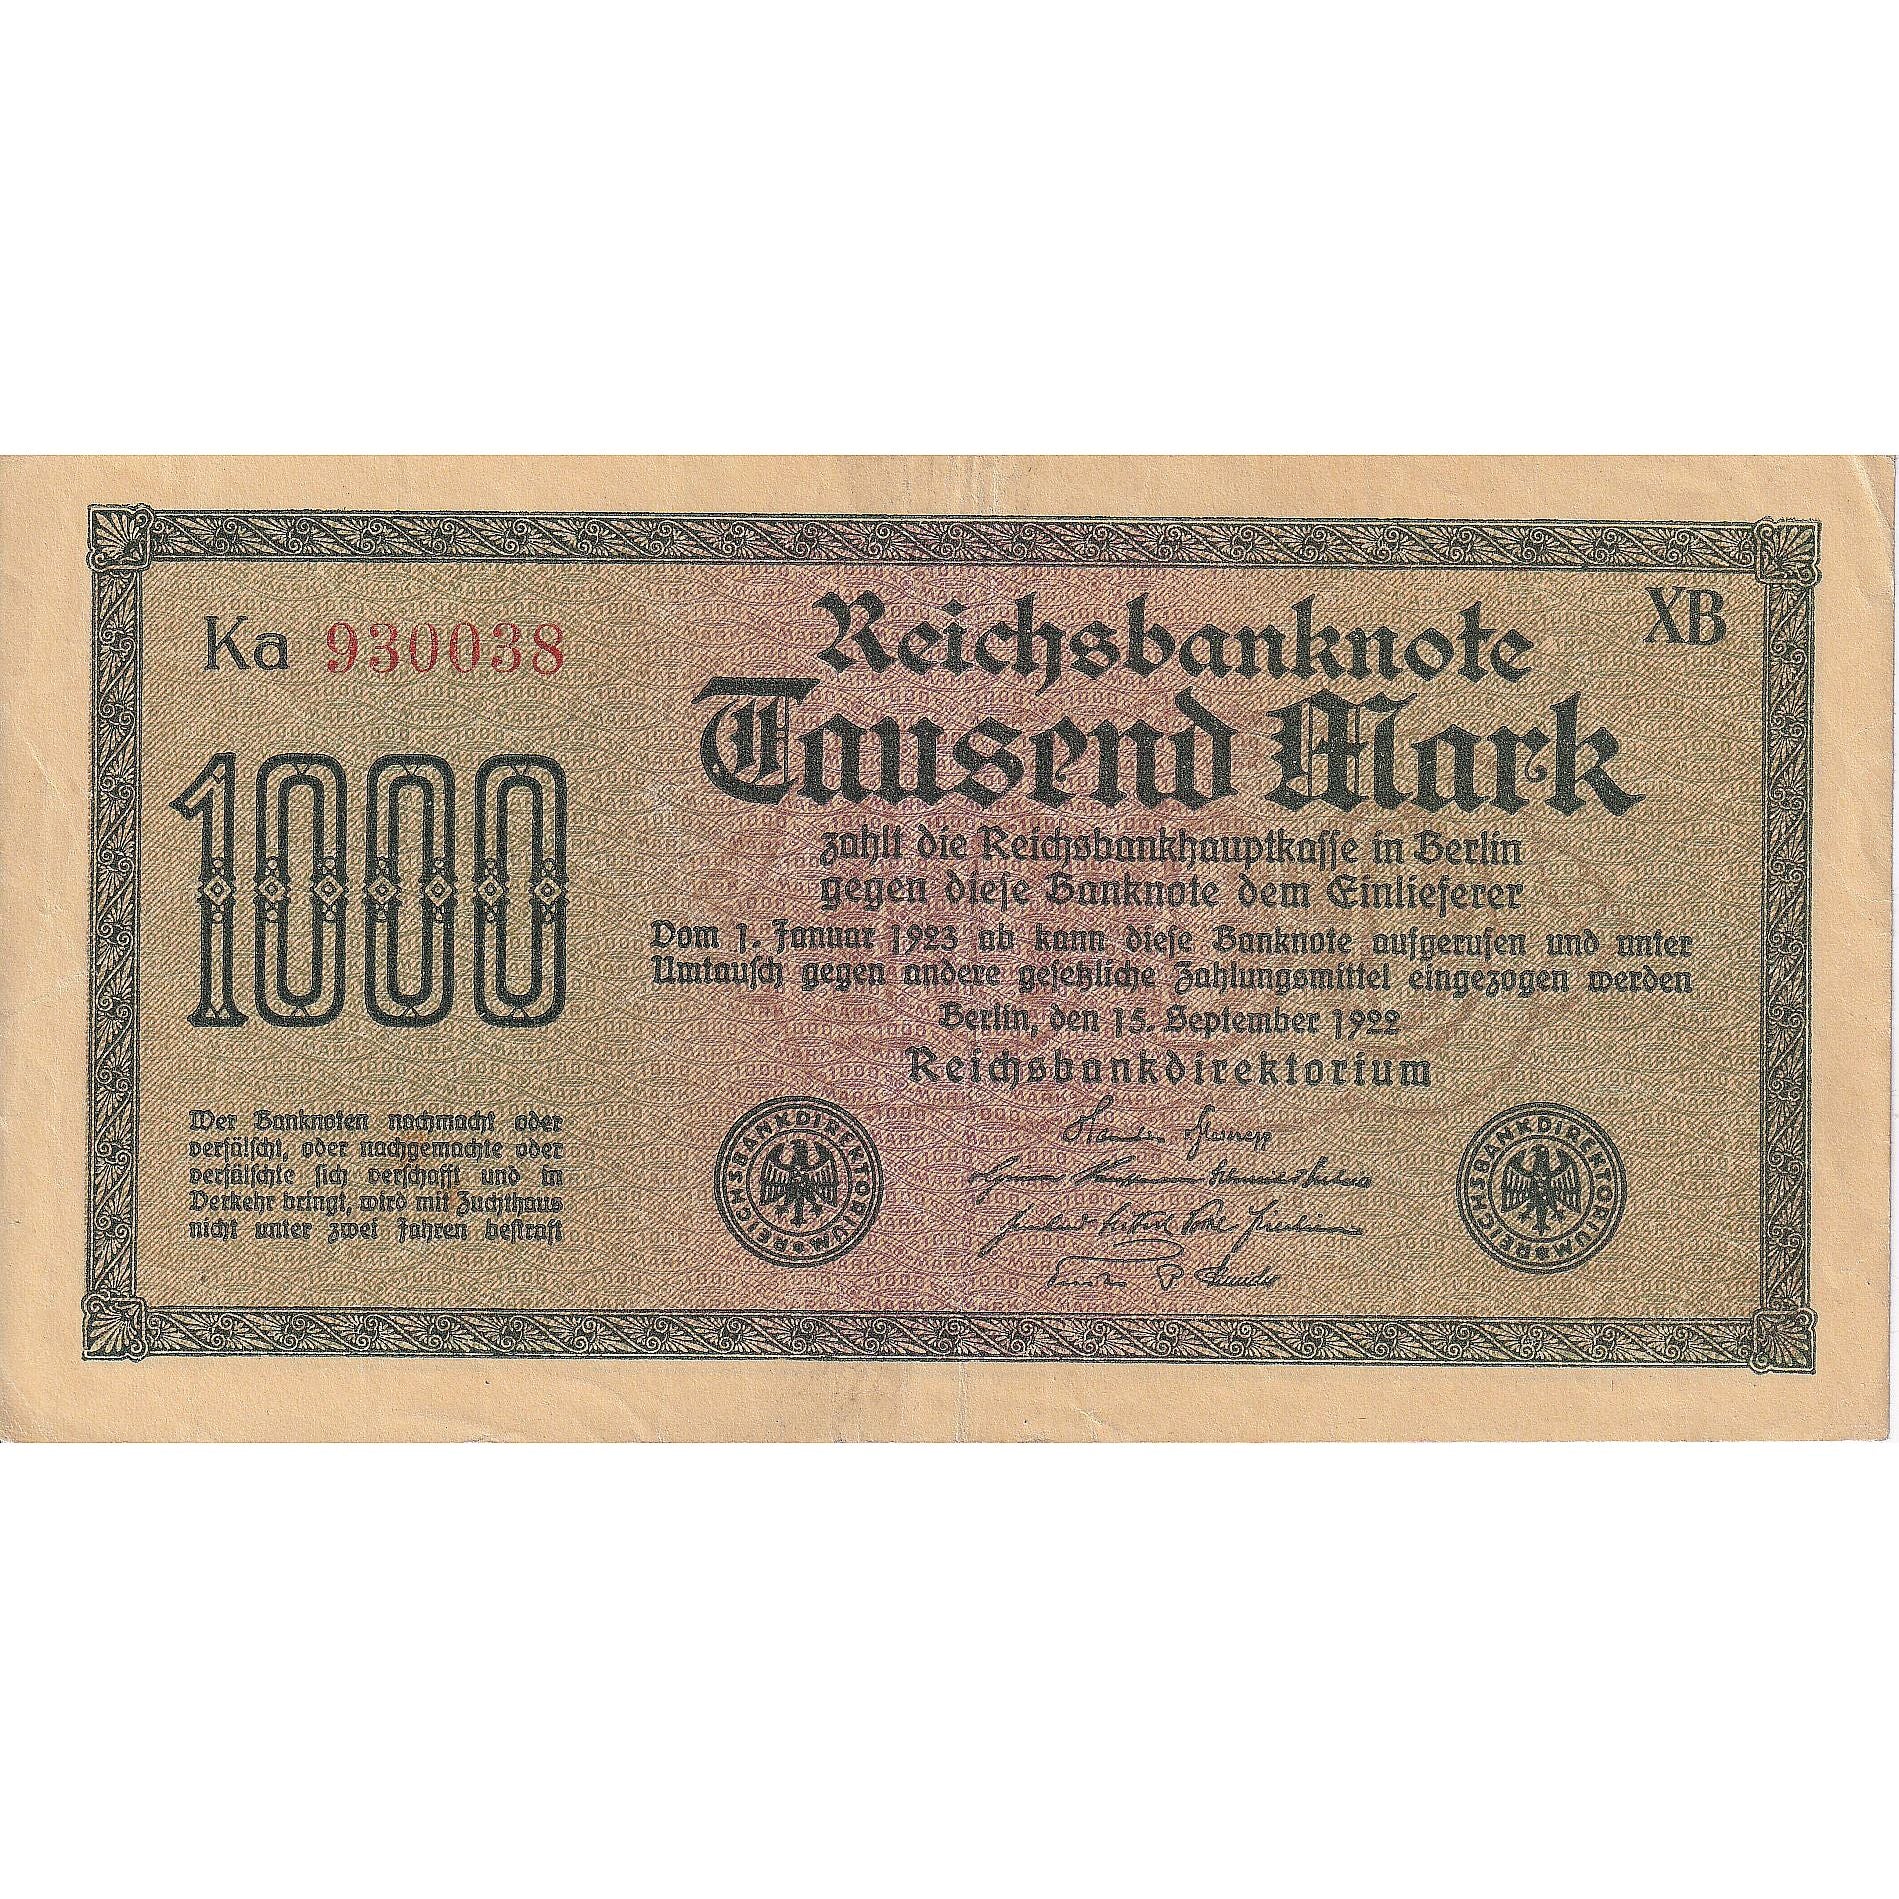 Ka 930038
XB
Reichsbanknote
Tausend Mark
1000
zahlt die Reichsbankhauptkasse in Berlin
gegen diese Banknote dem Einlieferer
Vom 1. Januar 1923 ab kann diese Banknote aufgerufen und unter
Umtausch gegen andere gesetzliche Zahlungsmittel eingezogen werden
Berlin, den 15. September 1922
Reichsbankdirektorium
Wer Banknoten nachmacht oder
verfälscht, oder nachgemachte oder
verfälschte sich verschafft und in
Verkehr bringt, wird mit Zuchthaus
nicht unter zwei Jahren bestraft
REICHSBANKDIREKTORIUM
REICHSBANKDIREKTORIUM